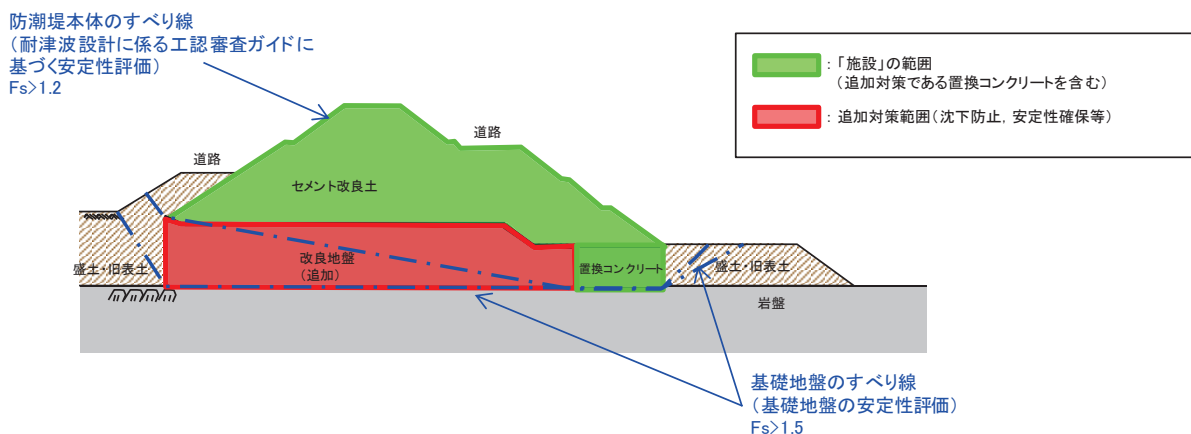 防潮堤本体のすべり線
(耐津波設計に係る工認審査ガイドに
基づく安定性評価)
Fs>1.2
:「施設」の範囲
(追加対策である置換コンクリートを含む)
: 追加対策範囲(沈下防止，安定性確保等)
道路
道路
セメント改良土
改良地盤
(追加)
置換コンクリート
盛土・旧表土
盛土・旧表土
岩盤
基礎地盤のすべり線
(基礎地盤の安定性評価)
Fs>1.5